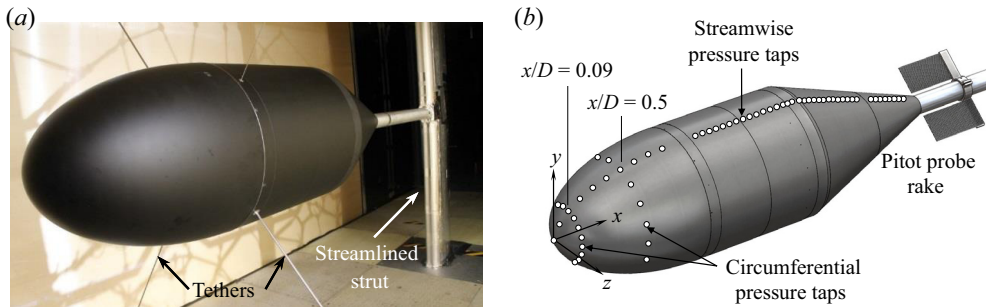 (a)
Tethers
Streamlined
strut
(b)
Streamwise
pressure taps
x/D = 0.09
x/D = 0.5
y
x
z
Pitot probe
rake
Circumferential
pressure taps